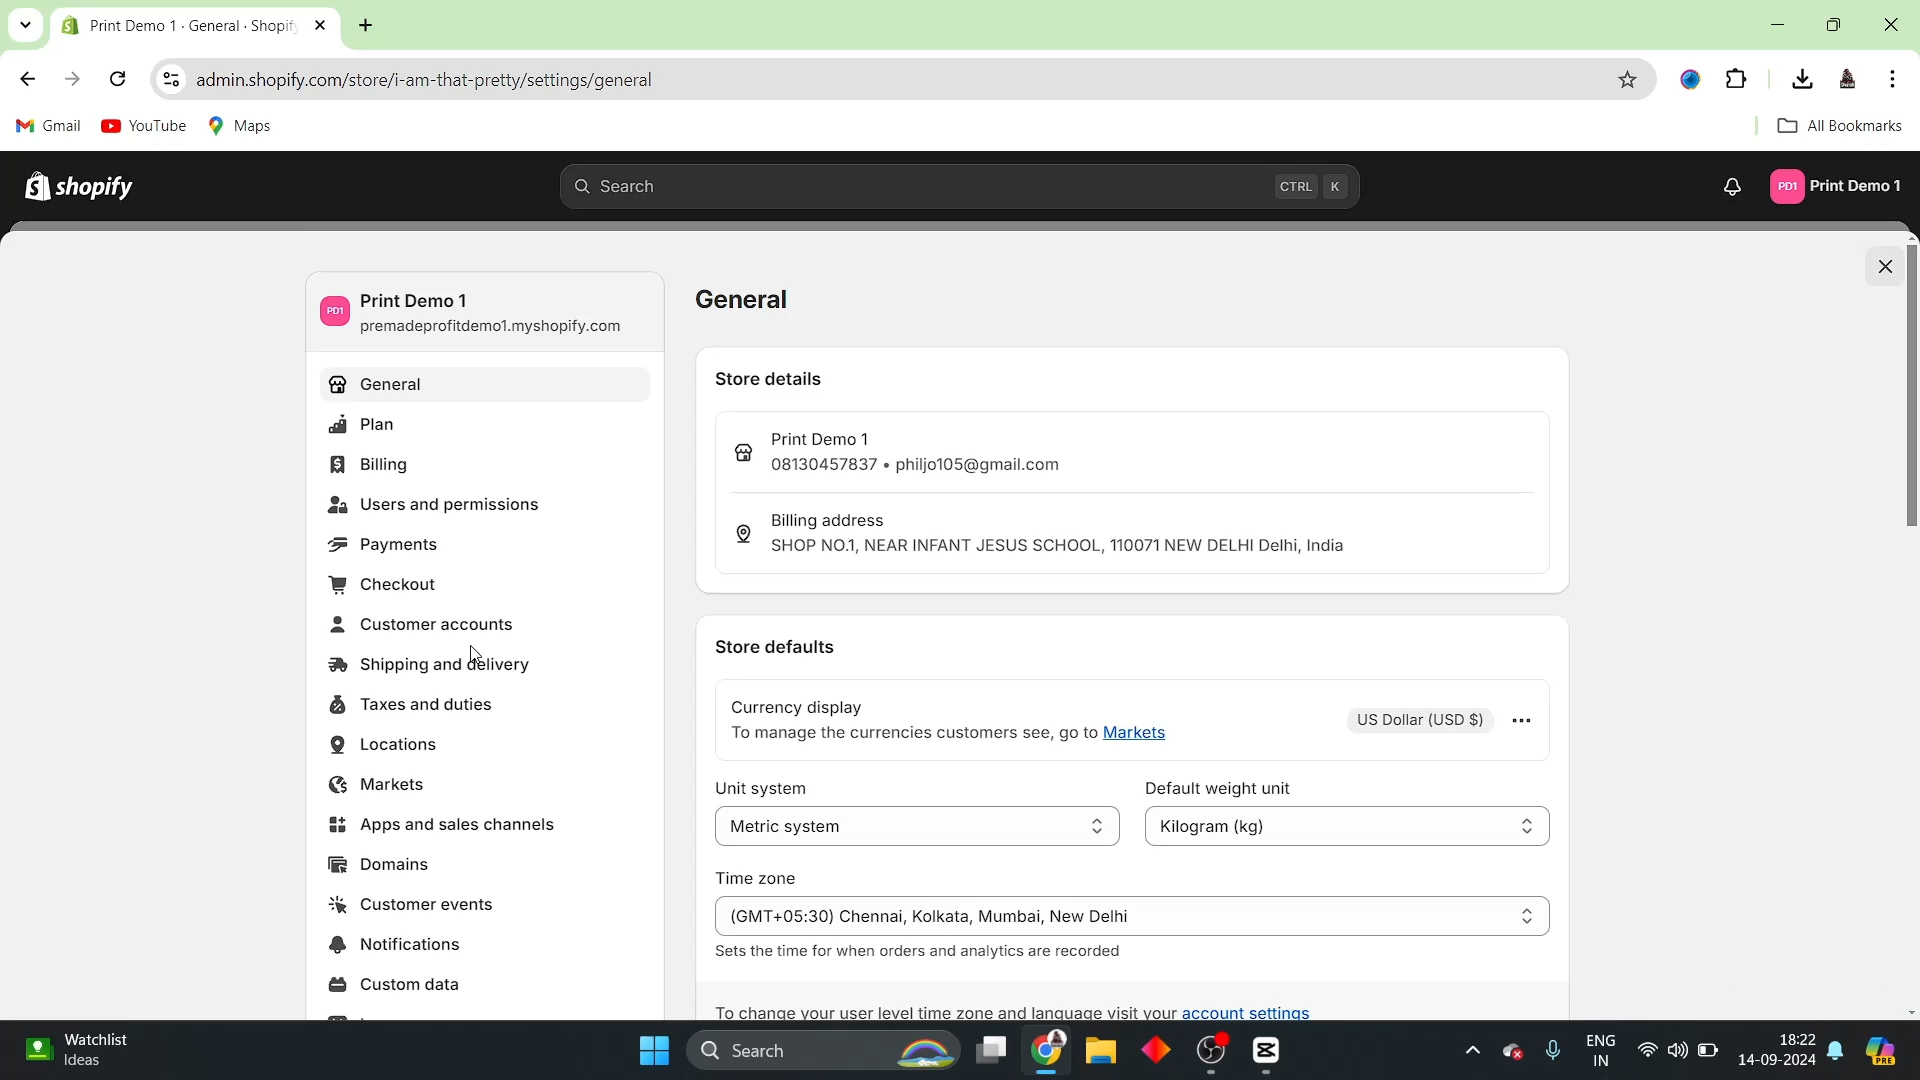 Print Demo 1 · General · Shopify
admin.shopify.com/store/i-am-that-pretty/settings/general
Gmail YouTube Maps All Bookmarks
shopify Search CTRL K PD1 Print Demo 1
PD1 Print Demo 1
premadeprofitdemo1.myshopify.com
General
Plan
Billing
Users and permissions
Payments
Checkout
Customer accounts
Shipping and delivery
Taxes and duties
Locations
Markets
Apps and sales channels
Domains
Customer events
Notifications
Custom data
General
Store details
Print Demo 1
08130457837 • philjo105@gmail.com
Billing address
SHOP NO.1, NEAR INFANT JESUS SCHOOL, 110071 NEW DELHI Delhi, India
Store defaults
Currency display
To manage the currencies customers see, go to Markets
US Dollar (USD $)
Unit system
Metric system
Default weight unit
Kilogram (kg)
Time zone
(GMT+05:30) Chennai, Kolkata, Mumbai, New Delhi
Sets the time for when orders and analytics are recorded
To change your user level time zone and language visit your account settings
Watchlist
Ideas
Search
ENG
IN
18:22
14-09-2024
PRE